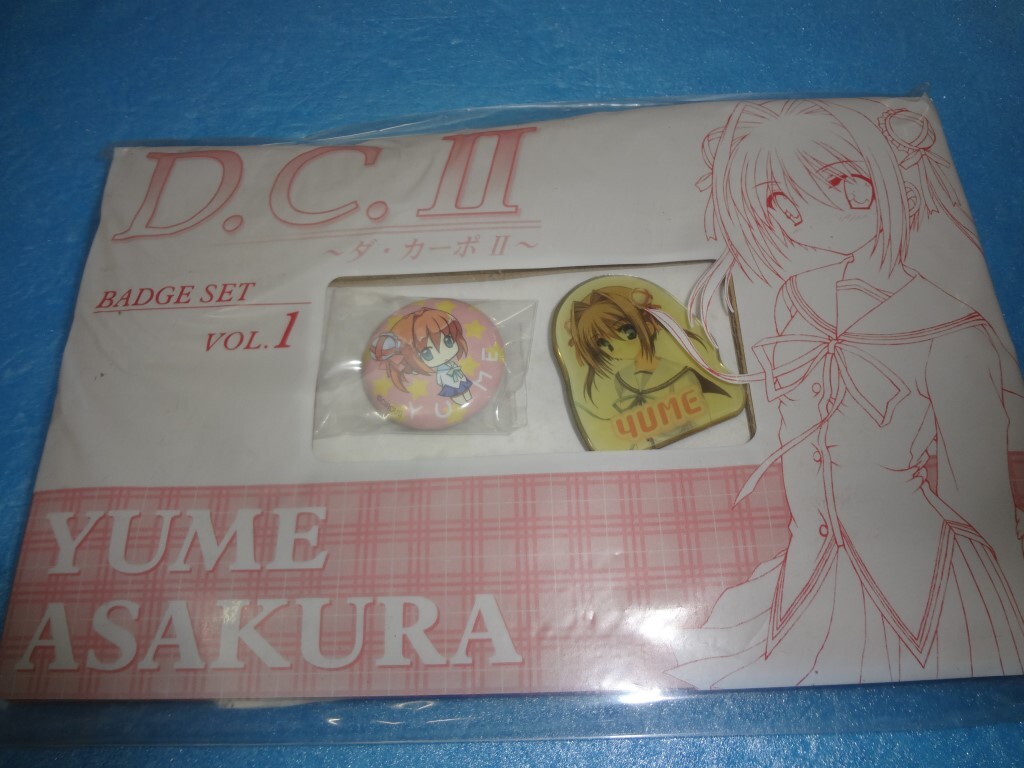 D.C.II
～ダ・カーポII～
BADGE SET
VOL.1
YUME
YUME
YUME
ASAKURA